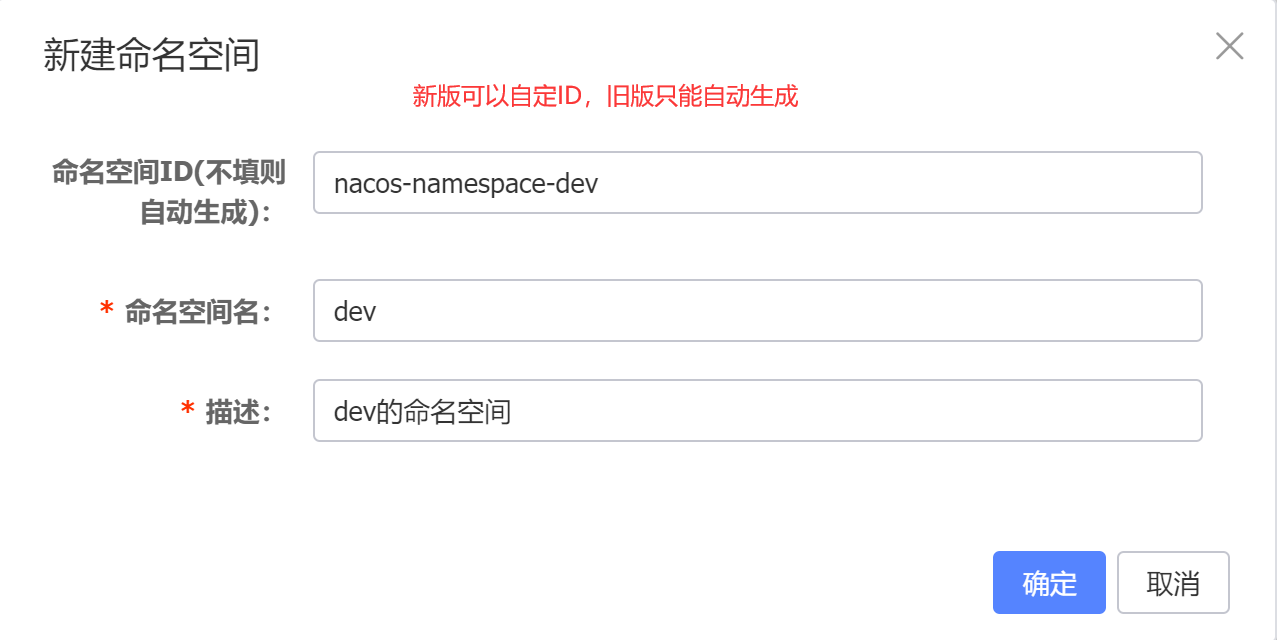 新建命名空间
新版可以自定ID，旧版只能自动生成
命名空间ID(不填则
自动生成)：
nacos-namespace-dev
* 命名空间名：
dev
* 描述：
dev的命名空间
确定
取消